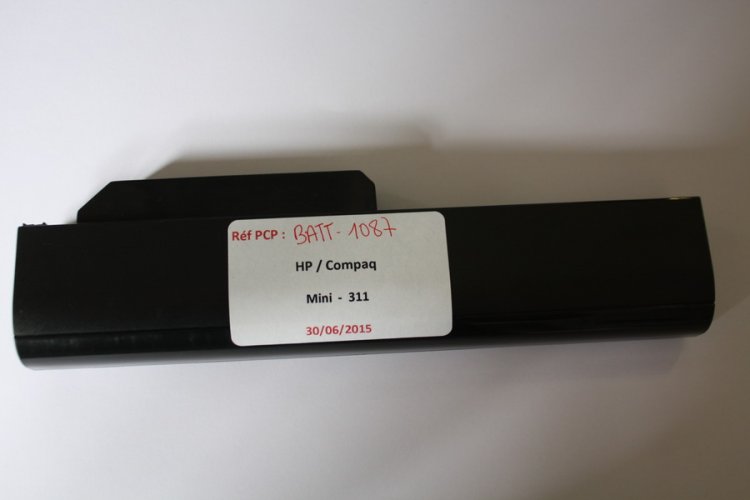 Réf PCP : BATT-1087
HP / Compaq
Mini - 311
30/06/2015